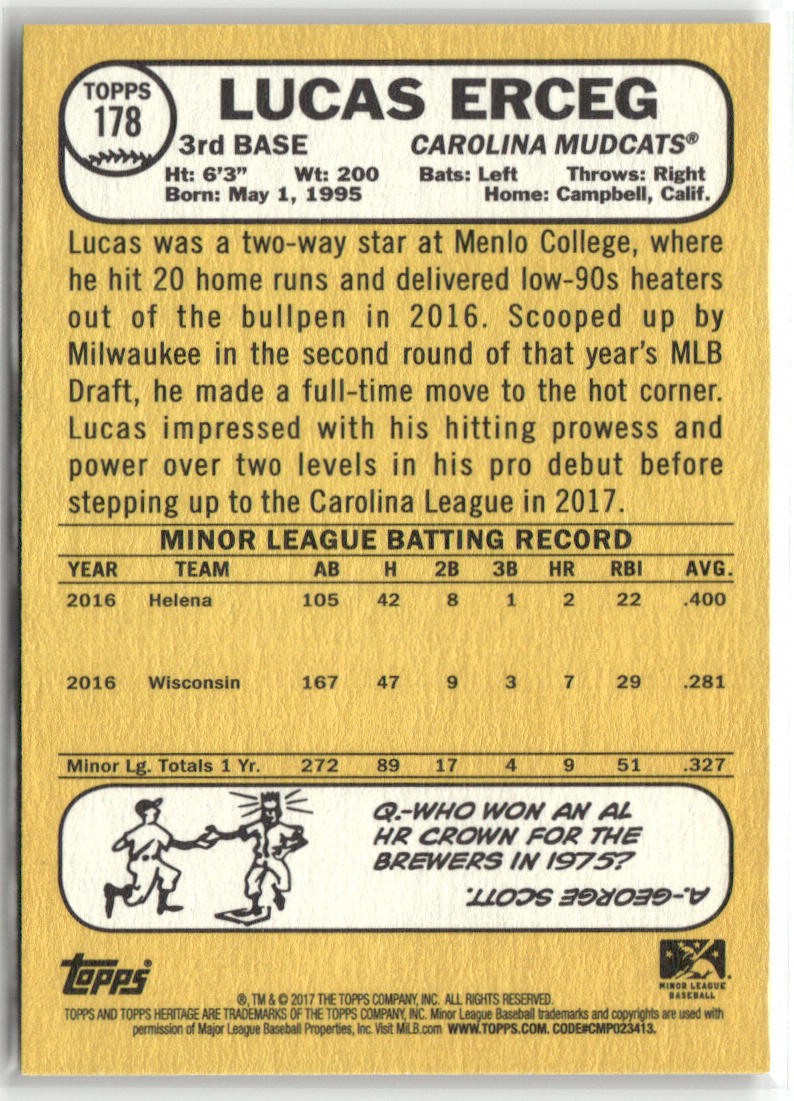 TOPPS
178
LUCAS ERCEG
3rd BASE CAROLINA MUDCATS®
Ht: 6'3" Wt: 200 Bats: Left Throws: Right
Born: May 1, 1995 Home: Campbell, Calif.
Lucas was a two-way star at Menlo College, where
he hit 20 home runs and delivered low-90s heaters
out of the bullpen in 2016. Scooped up by
Milwaukee in the second round of that year's MLB
Draft, he made a full-time move to the hot corner.
Lucas impressed with his hitting prowess and
power over two levels in his pro debut before
stepping up to the Carolina League in 2017.
MINOR LEAGUE BATTING RECORD
YEAR TEAM AB H 2B 3B HR RBI AVG.
2016 Helena 105 42 8 1 2 22 .400
2016 Wisconsin 167 47 9 3 7 29 .281
Minor Lg. Totals 1 Yr. 272 89 17 4 9 51 .327
Q.-WHO WON AN AL
HR CROWN FOR THE
BREWERS IN 1975?
A.-GEORGE SCOTT.
topps®
MINOR LEAGUE
BASEBALL
®, TM & © 2017 THE TOPPS COMPANY, INC. ALL RIGHTS RESERVED.
TOPPS AND TOPPS HERITAGE ARE TRADEMARKS OF THE TOPPS COMPANY, INC. Minor League Baseball trademarks and copyrights are used with
permission of Major League Baseball Properties, Inc. Visit MiLB.com WWW.TOPPS.COM. CODE#CMP023413.